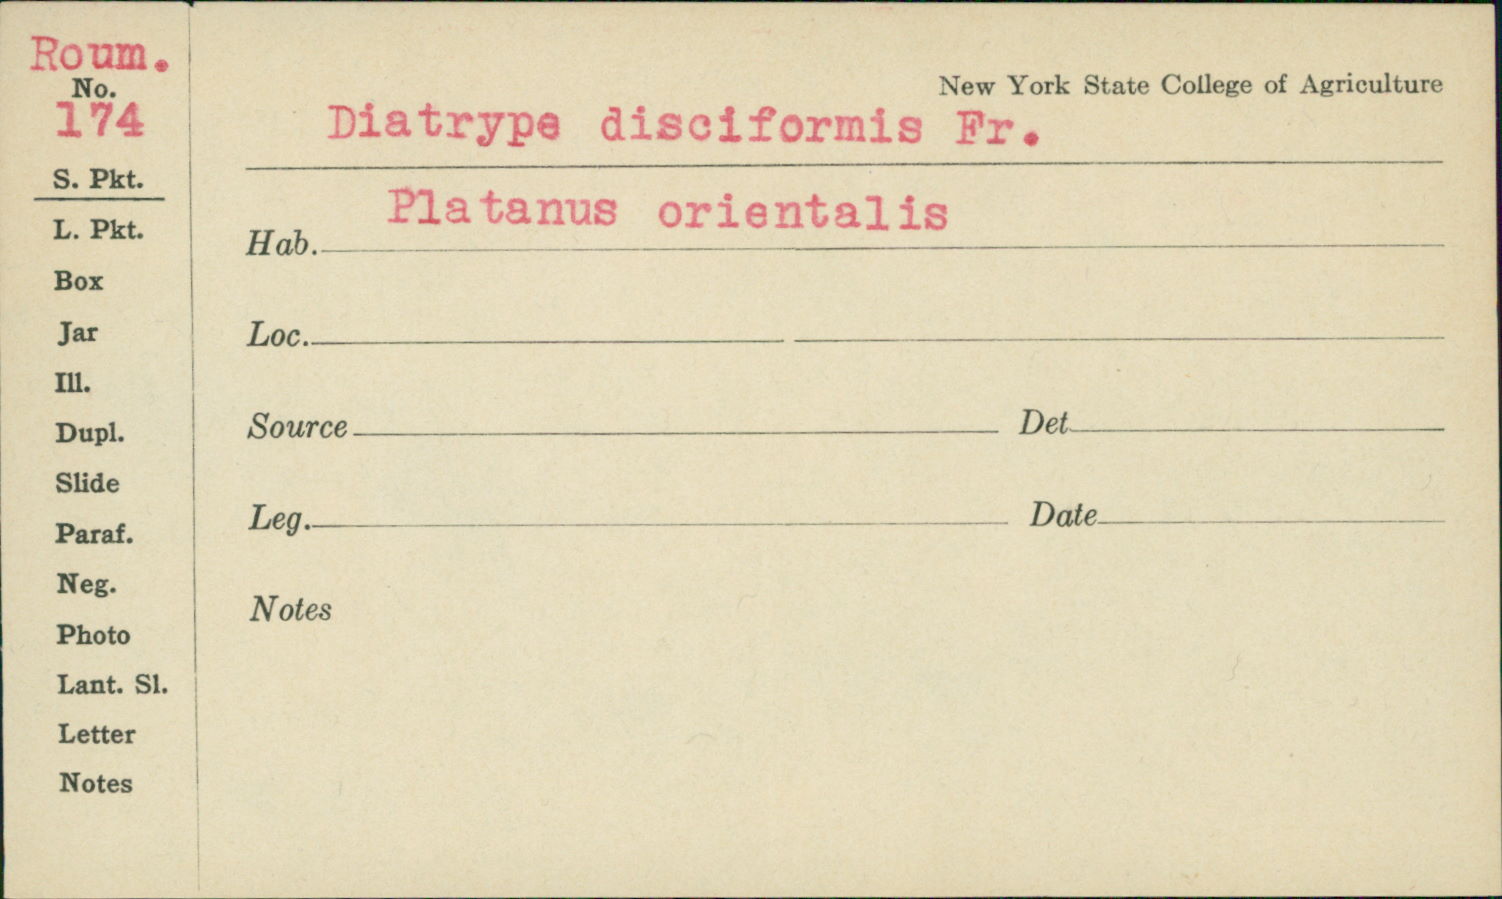 Roum.
No.
174
S. Pkt.
L. Pkt.
Box
Jar
Ill.
Dupl.
Slide
Paraf.
Neg.
Photo
Lant. Sl.
Letter
Notes
New York State College of Agriculture
Diatrype disciformis Fr.
Platanus orientalis
Hab.
Loc.
Source Det
Leg. Date
Notes